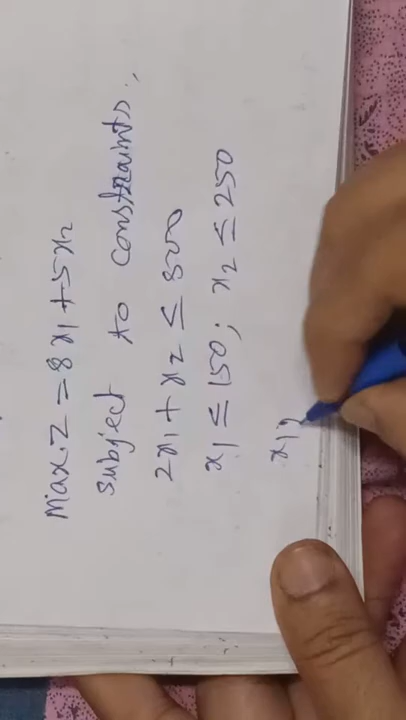 Max.Z = 8x1 + 5x2
subject to constraints.,
2x1 + x2 ≤ 500
x1 ≤ 150; x2 ≤ 250
x1,